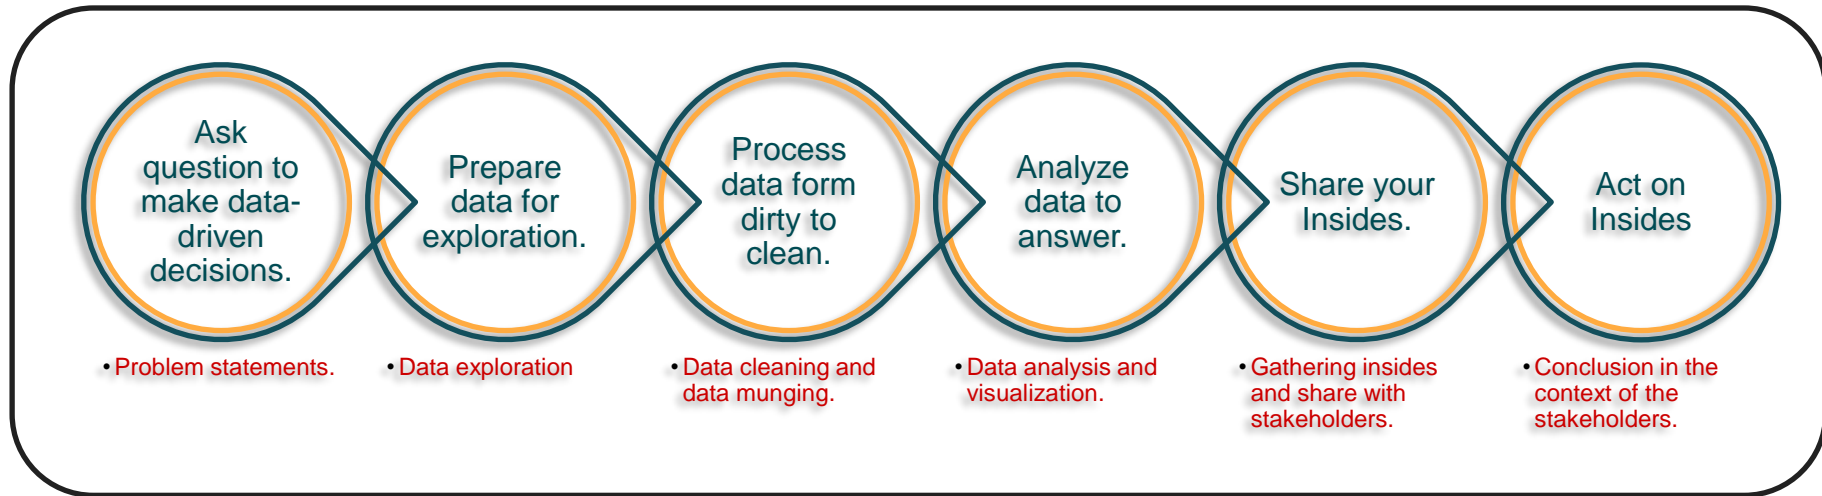 Ask
question to
make data-
driven
decisions.
Prepare
data for
exploration.
Process
data form
dirty to
clean.
Analyze
data to
answer.
Share your
Insides.
Act on
Insides
• Problem statements.
• Data exploration
• Data cleaning and
data munging.
• Data analysis and
visualization.
• Gathering insides
and share with
stakeholders.
• Conclusion in the
context of the
stakeholders.